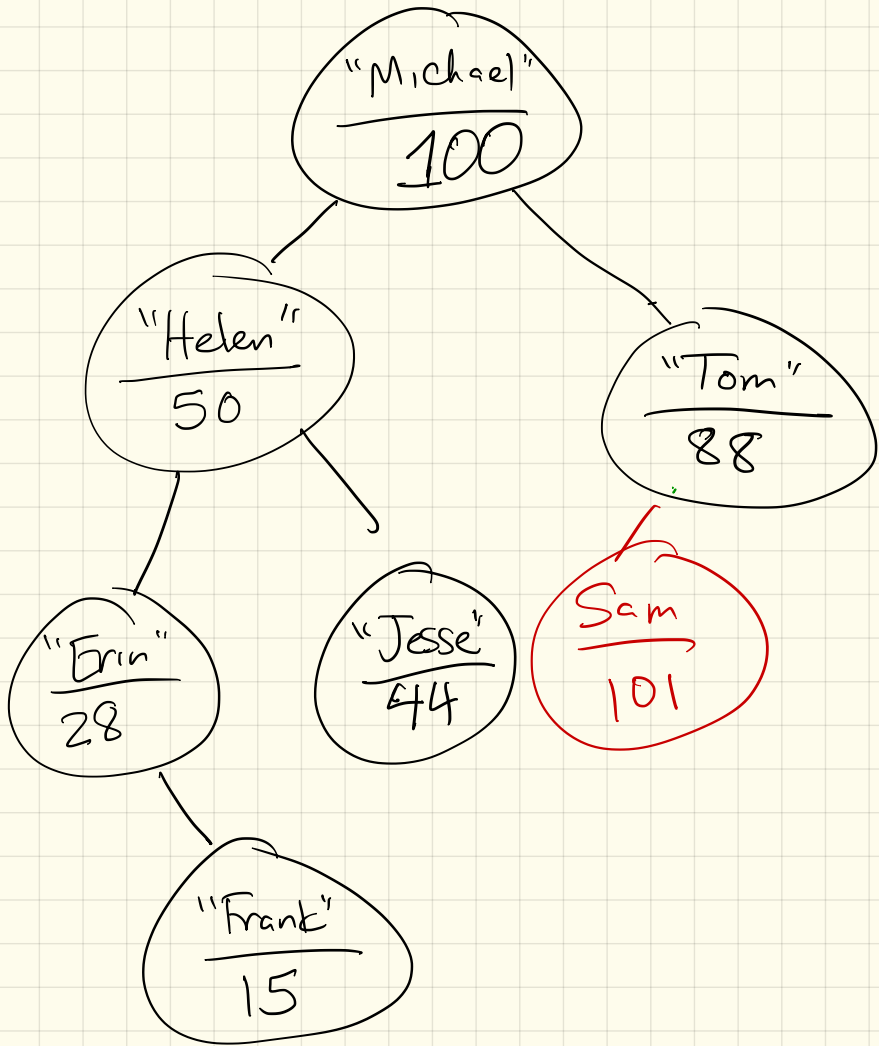 "Michael"
100
"Helen"
50
"Tom"
88
"Erin"
28
"Jesse"
44
Sam
101
"Frank"
15